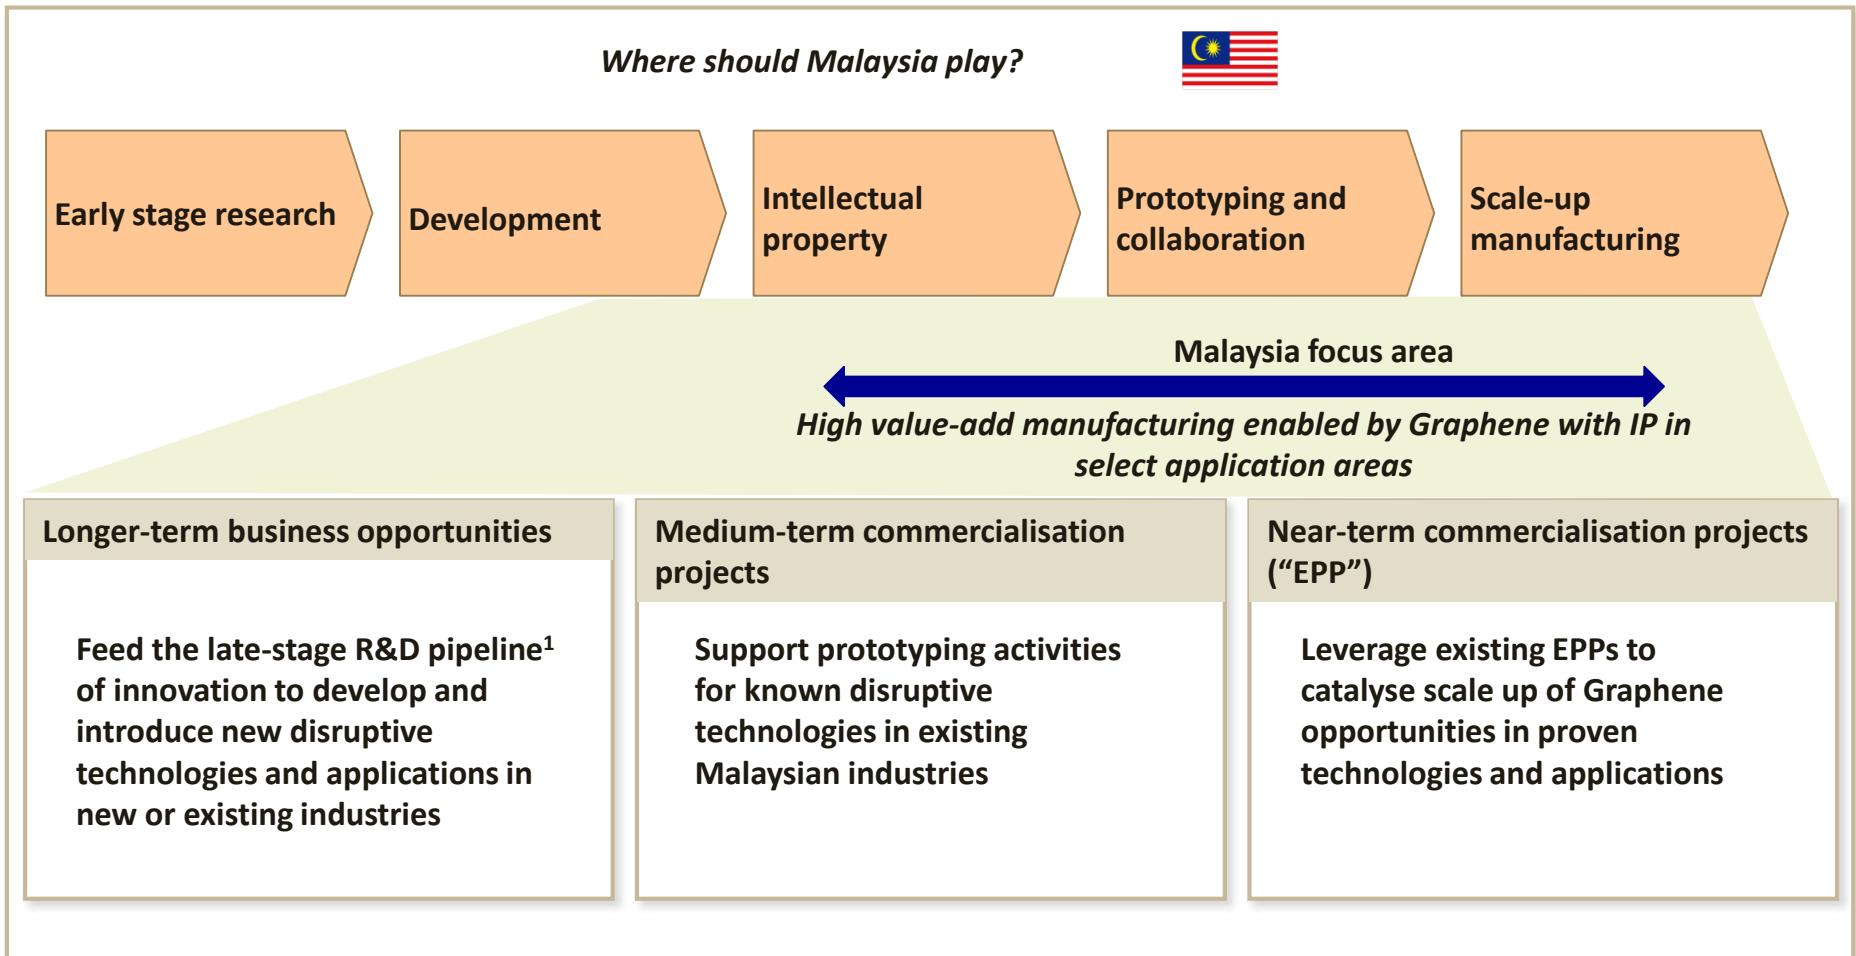 Where should Malaysia play?
Early stage research
Development
Intellectual
property
Prototyping and
collaboration
Scale-up
manufacturing
Malaysia focus area
High value-add manufacturing enabled by Graphene with IP in
select application areas
Longer-term business opportunities
Feed the late-stage R&D pipeline¹
of innovation to develop and
introduce new disruptive
technologies and applications in
new or existing industries
Medium-term commercialisation
projects
Support prototyping activities
for known disruptive
technologies in existing
Malaysian industries
Near-term commercialisation projects
(“EPP”)
Leverage existing EPPs to
catalyse scale up of Graphene
opportunities in proven
technologies and applications